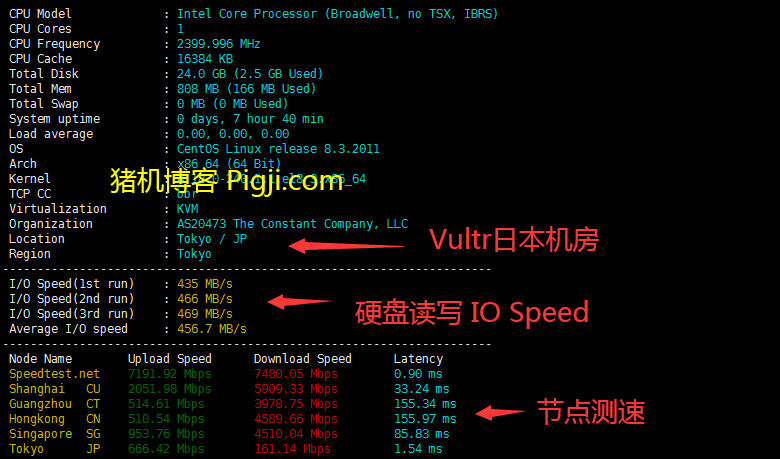 CPU Model : Intel Core Processor (Broadwell, no TSX, IBRS)
CPU Cores : 1
CPU Frequency : 2399.996 MHz
CPU Cache : 16384 KB
Total Disk : 24.0 GB (2.5 GB Used)
Total Mem : 808 MB (166 MB Used)
Total Swap : 0 MB (0 MB Used)
System uptime : 0 days, 7 hour 40 min
Load average : 0.00, 0.00, 0.00
OS : CentOS Linux release 8.3.2011
Arch : x86_64 (64 Bit)
Kernel
猪机博客 Pigji.com
TCP CC : bbr
Virtualization : KVM
Organization : AS20473 The Constant Company, LLC
Location : Tokyo / JP
Vultr日本机房
Region : Tokyo
I/O Speed(1st run) : 435 MB/s
I/O Speed(2nd run) : 466 MB/s
硬盘读写 IO Speed
I/O Speed(3rd run) : 469 MB/s
Average I/O speed : 456.7 MB/s
Node Name Upload Speed Download Speed Latency
Speedtest.net 7191.92 Mbps 7480.05 Mbps 0.90 ms
Shanghai CU 2051.98 Mbps 5909.33 Mbps 33.24 ms
Guangzhou CT 514.61 Mbps 3978.75 Mbps 155.34 ms
节点测速
Hongkong CN 510.54 Mbps 4589.66 Mbps 155.97 ms
Singapore SG 953.76 Mbps 4510.04 Mbps 85.83 ms
Tokyo JP 666.42 Mbps 161.14 Mbps 1.54 ms